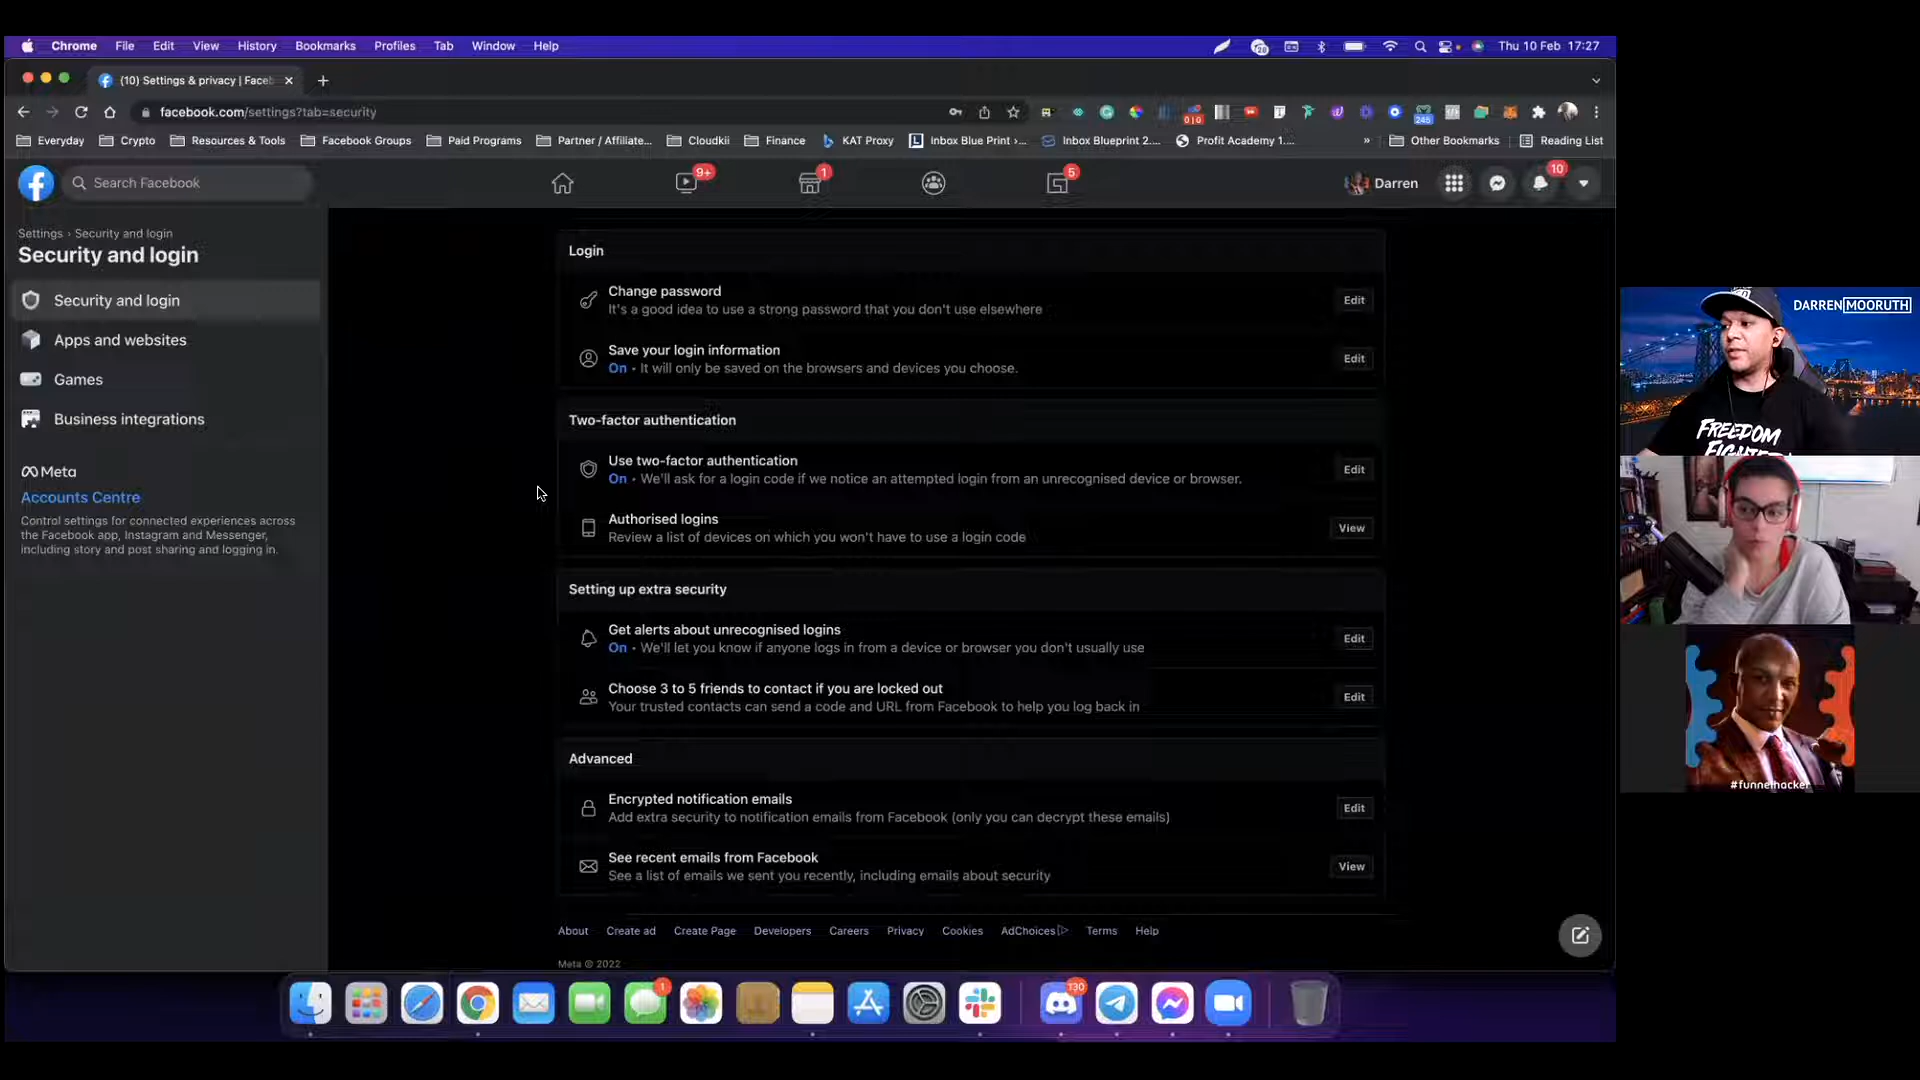 Chrome File Edit View History Bookmarks Profiles Tab Window Help
28
Thu 10 Feb 17:27
(10) Settings & privacy | Faceb
facebook.com/settings?tab=security
0|0
245
Everyday Crypto Resources & Tools Facebook Groups Paid Programs Partner / Affiliate... Cloudkii Finance KAT Proxy Inbox Blue Print >... Inbox Blueprint 2.... Profit Academy 1.... » Other Bookmarks Reading List
Search Facebook
9+
1
5
Darren
10
Settings › Security and login
Security and login
Security and login
Apps and websites
Games
Business integrations
Meta
Accounts Centre
Control settings for connected experiences across
the Facebook app, Instagram and Messenger,
including story and post sharing and logging in.
Login
Change password
It's a good idea to use a strong password that you don't use elsewhere
Edit
Save your login information
On • It will only be saved on the browsers and devices you choose.
Edit
Two-factor authentication
Use two-factor authentication
On • We'll ask for a login code if we notice an attempted login from an unrecognised device or browser.
Edit
Authorised logins
Review a list of devices on which you won't have to use a login code
View
Setting up extra security
Get alerts about unrecognised logins
On • We'll let you know if anyone logs in from a device or browser you don't usually use
Edit
Choose 3 to 5 friends to contact if you are locked out
Your trusted contacts can send a code and URL from Facebook to help you log back in
Edit
Advanced
Encrypted notification emails
Add extra security to notification emails from Facebook (only you can decrypt these emails)
Edit
See recent emails from Facebook
See a list of emails we sent you recently, including emails about security
View
About Create ad Create Page Developers Careers Privacy Cookies AdChoices Terms Help
Meta © 2022
1
130
DARREN MOORUTH
FREEDOM
FIGHTER
#funnelhacker